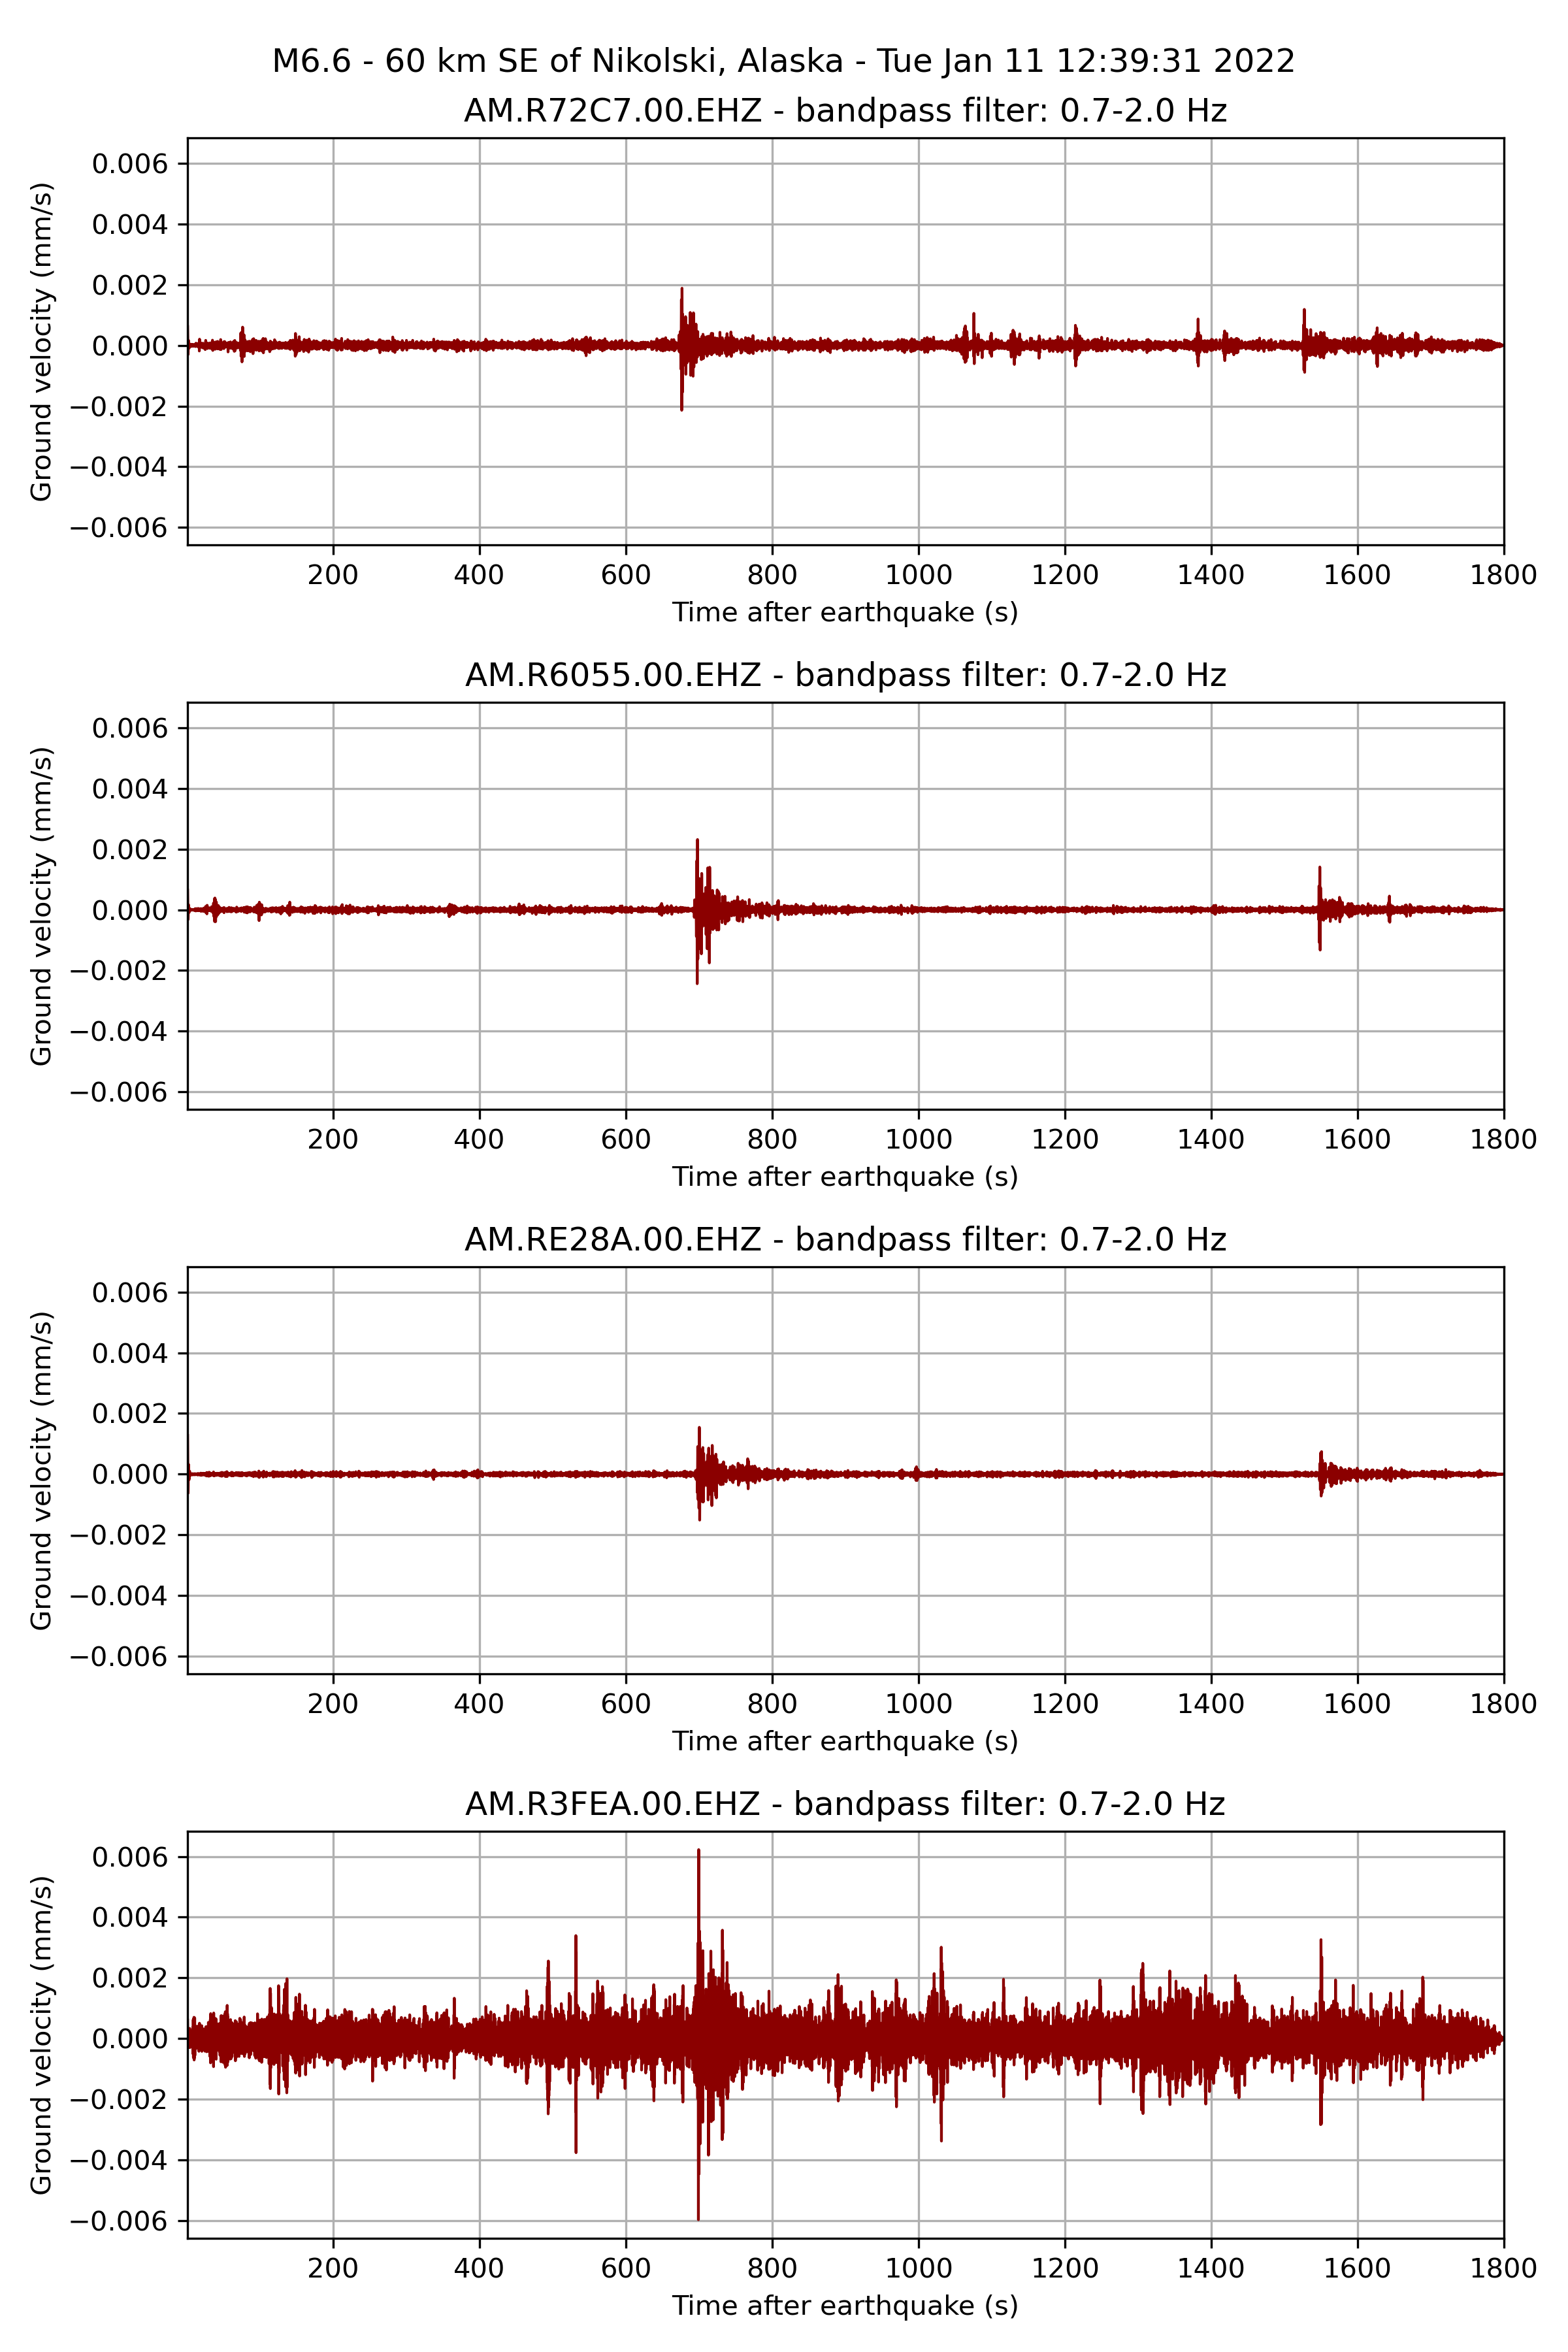 M6.6 - 60 km SE of Nikolski, Alaska - Tue Jan 11 12:39:31 2022
AM.R72C7.00.EHZ - bandpass filter: 0.7-2.0 Hz
Ground velocity (mm/s)
0.006
0.004
0.002
0.000
−0.002
−0.004
−0.006
200 400 600 800 1000 1200 1400 1600 1800
Time after earthquake (s)
AM.R6055.00.EHZ - bandpass filter: 0.7-2.0 Hz
Ground velocity (mm/s)
0.006
0.004
0.002
0.000
−0.002
−0.004
−0.006
200 400 600 800 1000 1200 1400 1600 1800
Time after earthquake (s)
AM.RE28A.00.EHZ - bandpass filter: 0.7-2.0 Hz
Ground velocity (mm/s)
0.006
0.004
0.002
0.000
−0.002
−0.004
−0.006
200 400 600 800 1000 1200 1400 1600 1800
Time after earthquake (s)
AM.R3FEA.00.EHZ - bandpass filter: 0.7-2.0 Hz
Ground velocity (mm/s)
0.006
0.004
0.002
0.000
−0.002
−0.004
−0.006
200 400 600 800 1000 1200 1400 1600 1800
Time after earthquake (s)